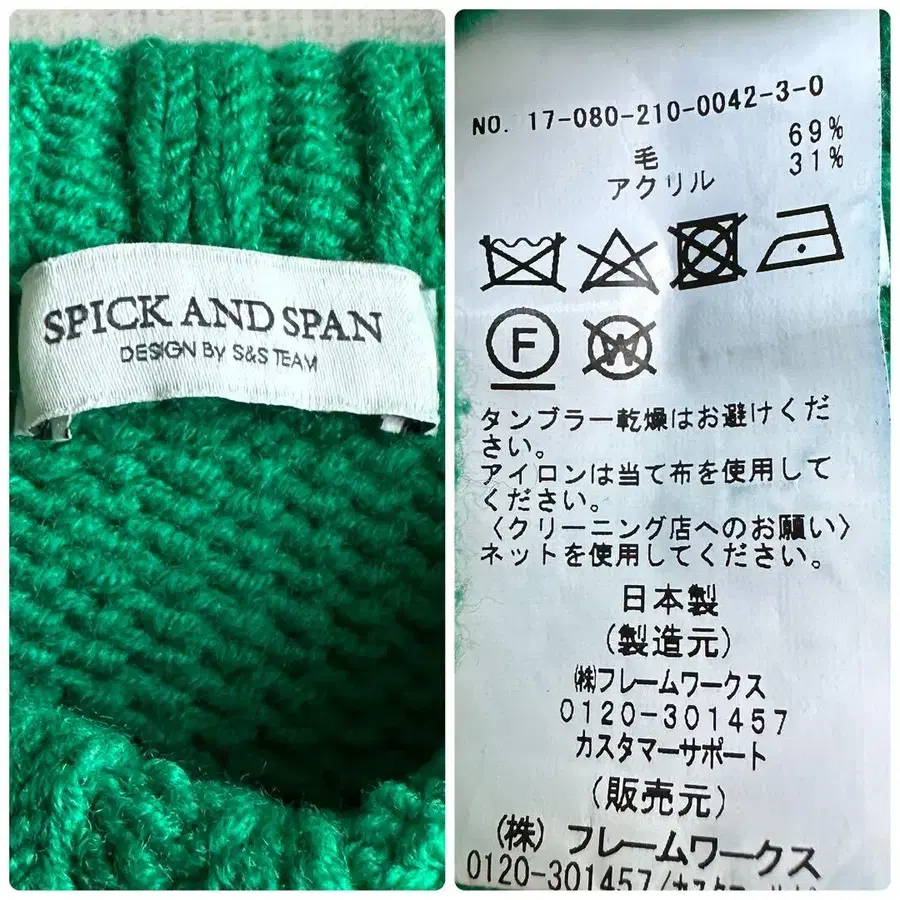 SPICK AND SPAN
DESIGN BY S&S TEAM
NO. 17-080-210-0042-3-0
毛 69%
アクリル 31%
F
W
タンブラー乾燥はお避けくだ
さい。
アイロンは当て布を使用して
ください。
〈クリーニング店へのお願い〉
ネットを使用してください。
日本製
(製造元)
㈱フレームワークス
0120-301457
カスタマーサポート
(販売元)
(株)フレームワークス
0120-301457/